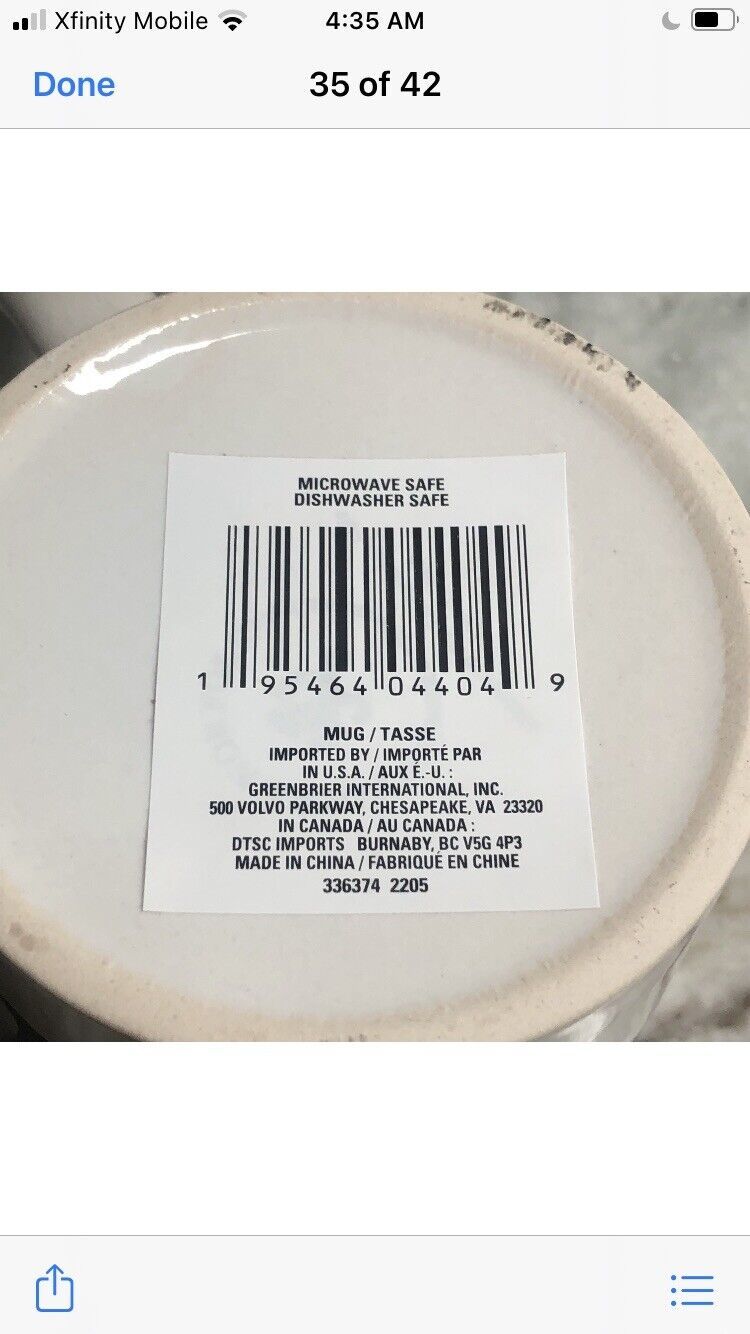 Xfinity Mobile 4:35 AM
Done 35 of 42
MICROWAVE SAFE
DISHWASHER SAFE
1 95464 04404 9
MUG / TASSE
IMPORTED BY / IMPORTÉ PAR
IN U.S.A. / AUX É.-U. :
GREENBRIER INTERNATIONAL, INC.
500 VOLVO PARKWAY, CHESAPEAKE, VA 23320
IN CANADA / AU CANADA :
DTSC IMPORTS BURNABY, BC V5G 4P3
MADE IN CHINA / FABRIQUÉ EN CHINE
336374 2205